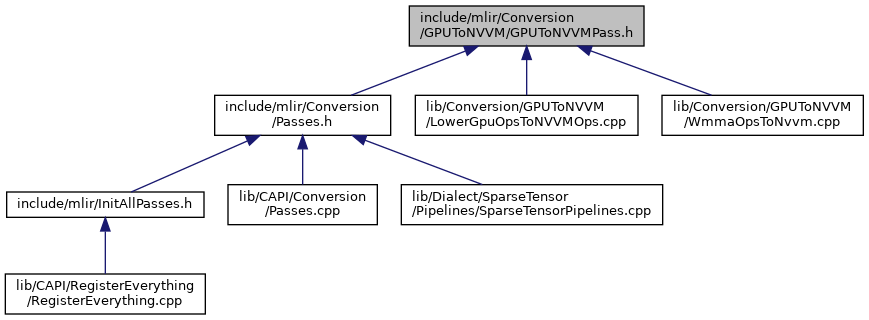 include/mlir/Conversion
/GPUToNVVM/GPUToNVVMPass.h
include/mlir/Conversion
/Passes.h
lib/Conversion/GPUToNVVM
/LowerGpuOpsToNVVMOps.cpp
lib/Conversion/GPUToNVVM
/WmmaOpsToNvvm.cpp
include/mlir/InitAllPasses.h
lib/CAPI/Conversion
/Passes.cpp
lib/Dialect/SparseTensor
/Pipelines/SparseTensorPipelines.cpp
lib/CAPI/RegisterEverything
/RegisterEverything.cpp